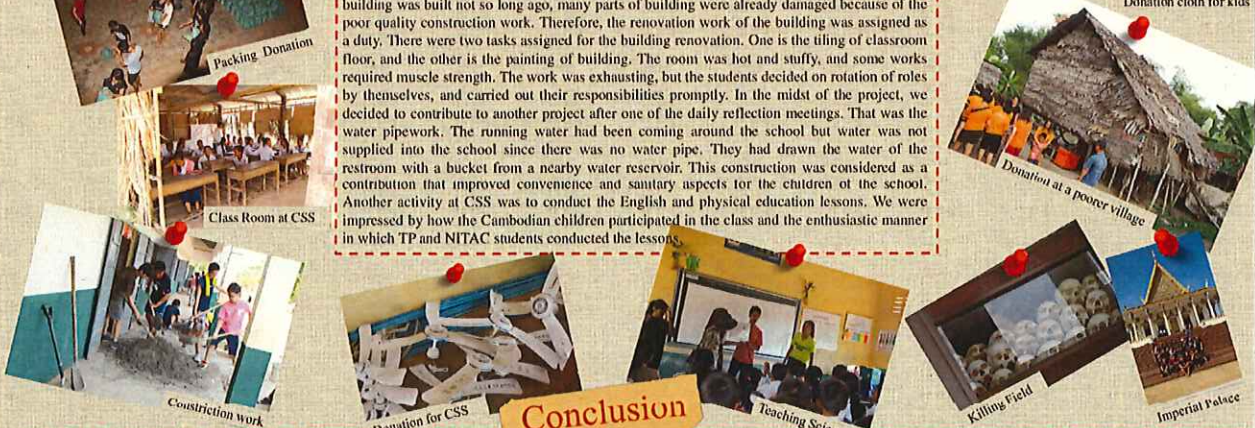 building was built not so long ago, many parts of building were already damaged because of the
poor quality construction work. Therefore, the renovation work of the building was assigned as
a duty. There were two tasks assigned for the building renovation. One is the tiling of classroom
floor, and the other is the painting of building. The room was hot and stuffy, and some works
required muscle strength. The work was exhausting, but the students decided on rotation of roles
by themselves, and carried out their responsibilities promptly. In the midst of the project, we
decided to contribute to another project after one of the daily reflection meetings. That was the
water pipework. The running water had been coming around the school but water was not
supplied into the school since there was no water pipe. They had drawn the water of the
restroom with a bucket from a nearby water reservoir. This construction was considered as a
contribution that improved convenience and sanitary aspects for the children of the school.
Another activity at CSS was to conduct the English and physical education lessons. We were
impressed by how the Cambodian children participated in the class and the enthusiastic manner
in which TP and NITAC students conducted the lessons.
Donation cloth for kids
Packing Donation
Class Room at CSS
Donation at a poorer village
Constriction work
Donation for CSS
Conclusion
Teaching
Killing Field
Imperial Palace